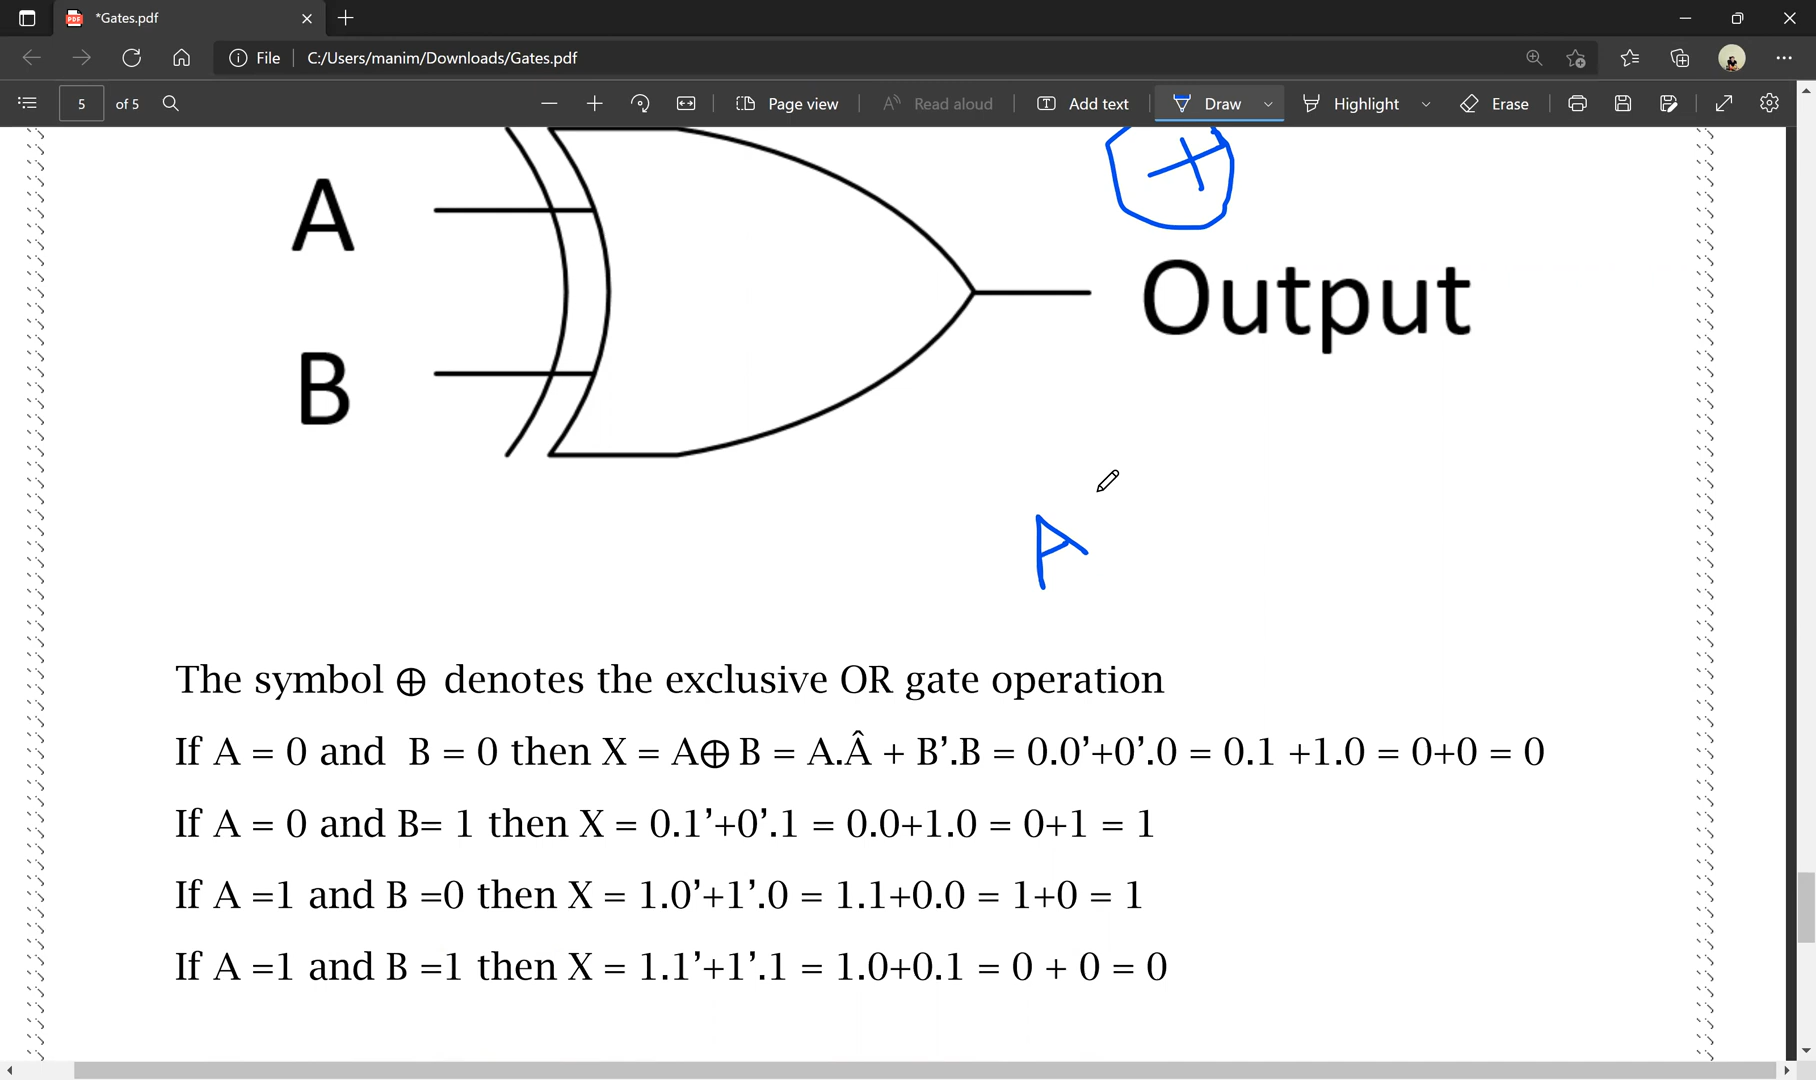 *Gates.pdf
File C:/Users/manim/Downloads/Gates.pdf
5 of 5 Page view Read aloud Add text Draw Highlight Erase
A
B
Output
A
The symbol ⊕ denotes the exclusive OR gate operation
If A = 0 and B = 0 then X = A⊕ B = A.Â + B’.B = 0.0’+0’.0 = 0.1 +1.0 = 0+0 = 0
If A = 0 and B= 1 then X = 0.1’+0’.1 = 0.0+1.0 = 0+1 = 1
If A =1 and B =0 then X = 1.0’+1’.0 = 1.1+0.0 = 1+0 = 1
If A =1 and B =1 then X = 1.1’+1’.1 = 1.0+0.1 = 0 + 0 = 0